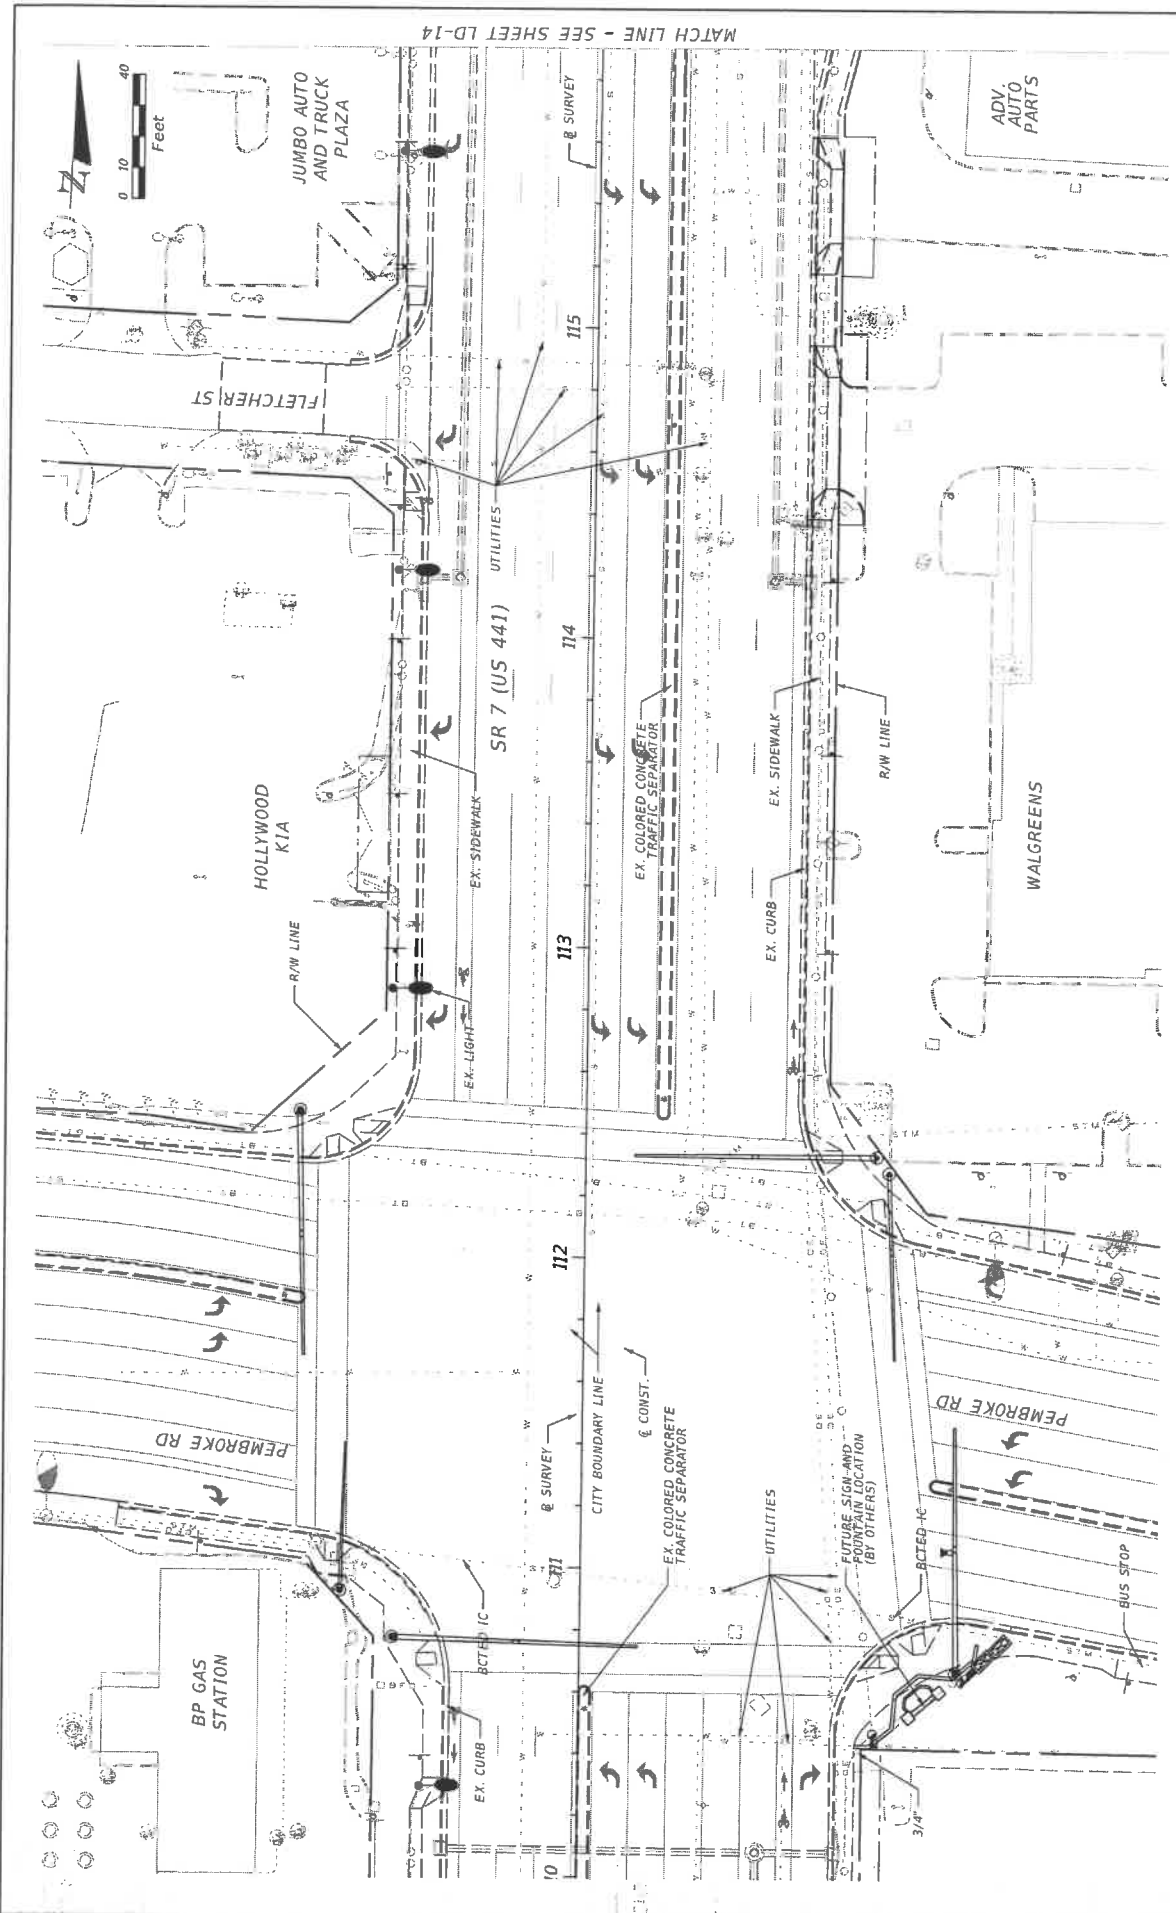 MATCH LINE - SEE SHEET LD-14
N
0 10 40
Feet
JUMBO AUTO
AND TRUCK
PLAZA
℄ SURVEY
ADV.
AUTO
PARTS
FLETCHER ST
115
UTILITIES
SR 7 (US 441)
114
HOLLYWOOD
KIA
EX. SIDEWALK
EX. COLORED CONCRETE
TRAFFIC SEPARATOR
EX. SIDEWALK
R/W LINE
WALGREENS
R/W LINE
EX. LIGHT
113
EX. CURB
112
PEMBROKE RD
℄ SURVEY
CITY BOUNDARY LINE
℄ CONST.
EX. COLORED CONCRETE
TRAFFIC SEPARATOR
PEMBROKE RD
111
UTILITIES
FUTURE SIGN AND
FOUNTAIN LOCATION
(BY OTHERS)
BCTED IC
BUS STOP
BP GAS
STATION
BCTED IC
EX. CURB
3/4"
10